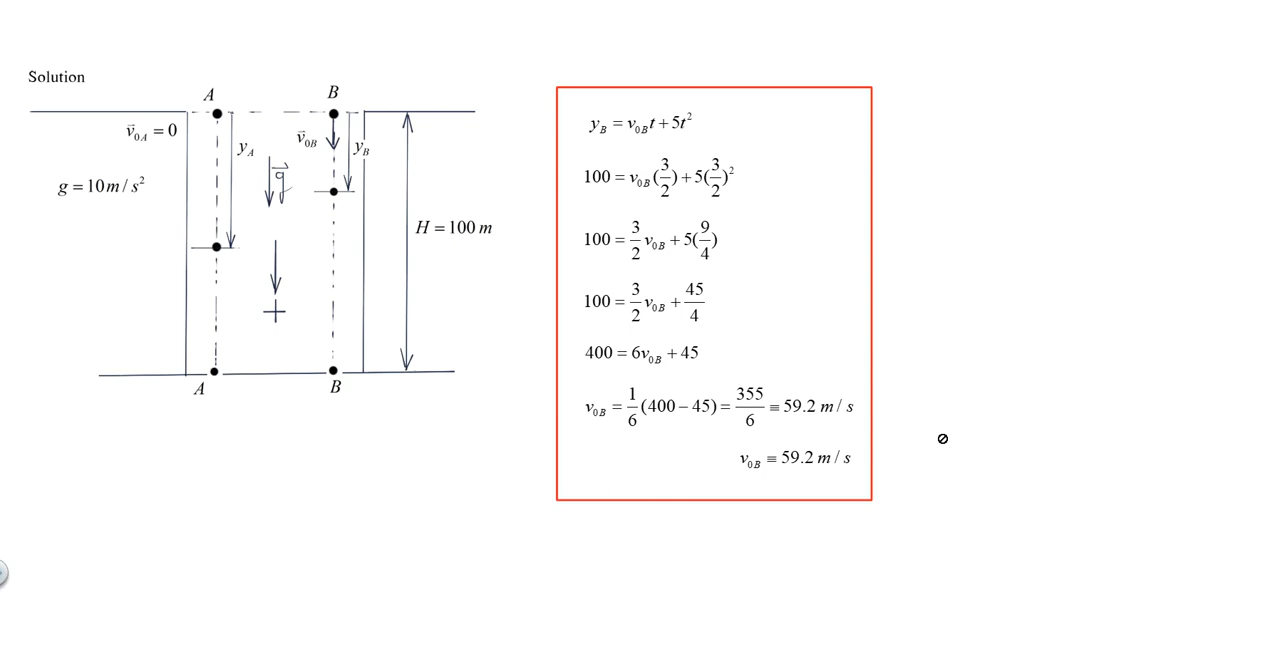 Solution
A
B
v⃗₀A = 0
v⃗₀B
yA
yB
g⃗
g = 10m / s²
H = 100 m
+
A
B
yB = v₀Bt + 5t²
100 = v₀B(3/2) + 5(3/2)²
100 = 3/2 v₀B + 5(9/4)
100 = 3/2 v₀B + 45/4
400 = 6v₀B + 45
v₀B = 1/6 (400 − 45) = 355/6 ≡ 59.2 m / s
v₀B ≡ 59.2 m / s